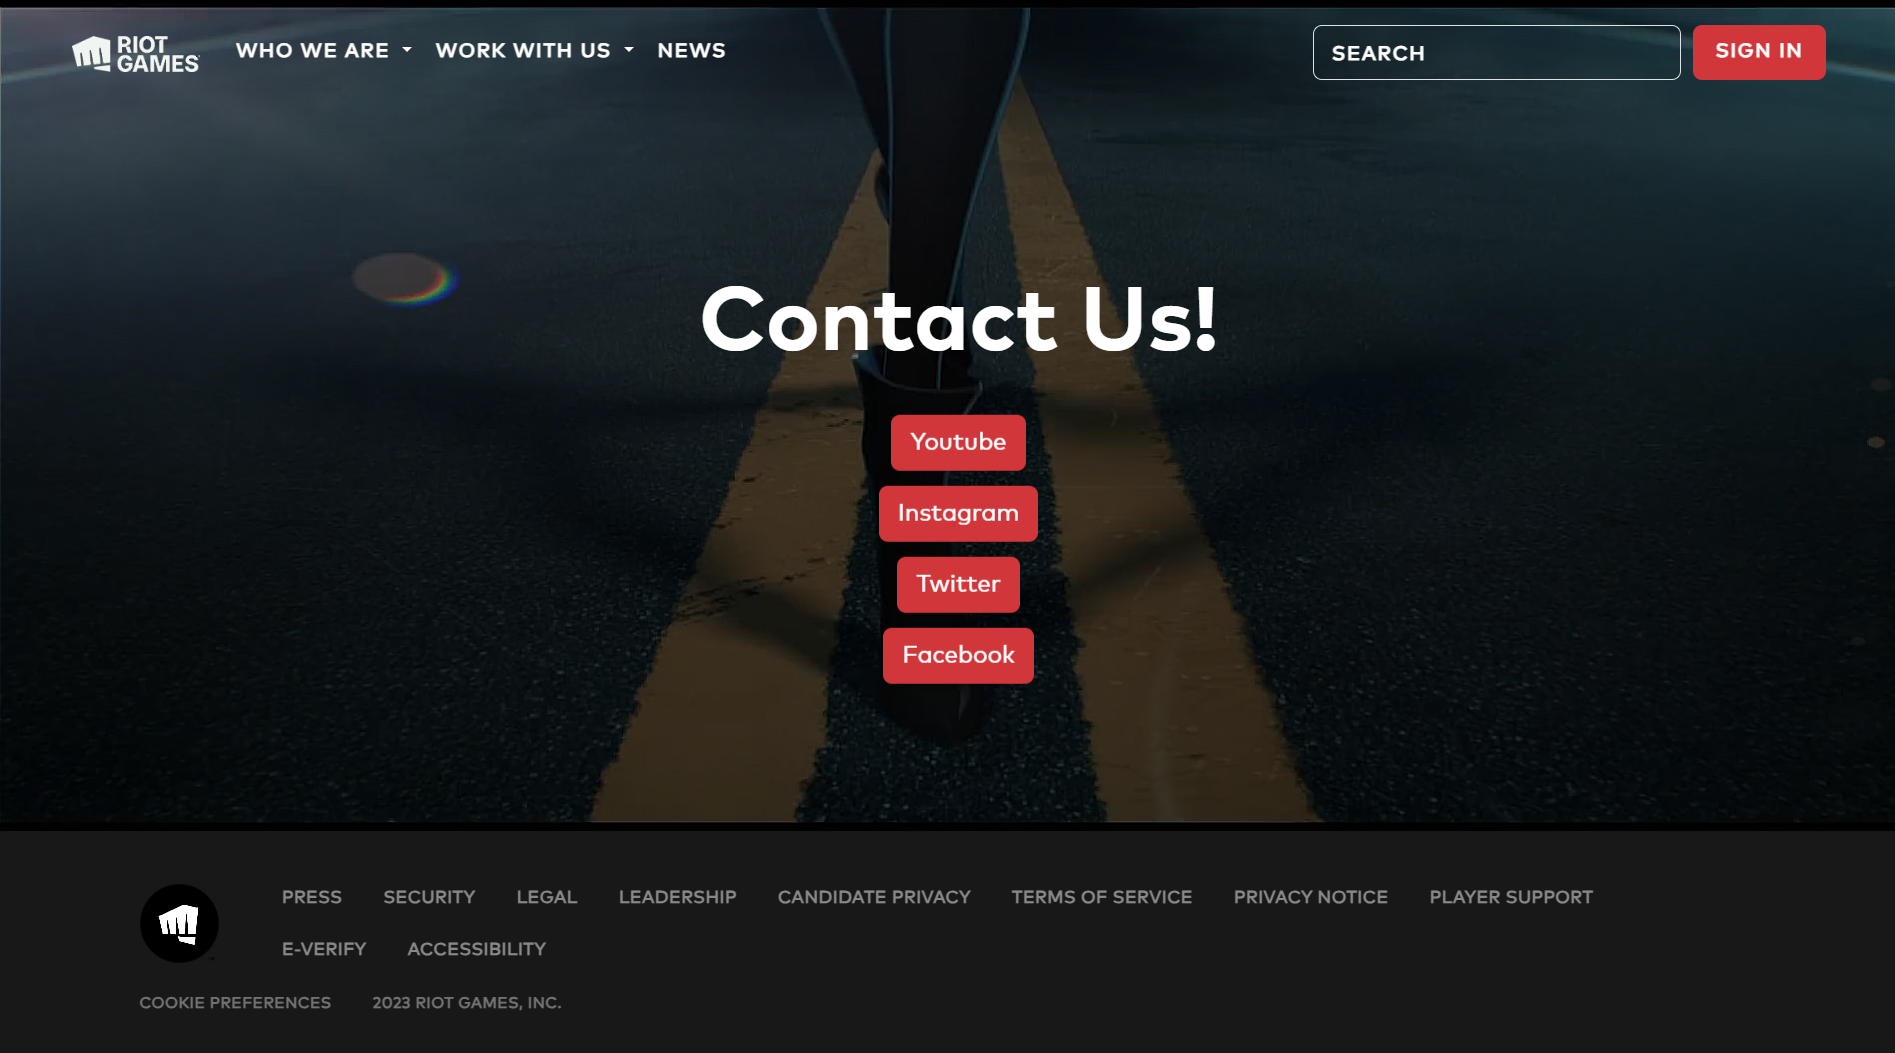 RIOT
GAMES
WHO WE ARE
WORK WITH US
NEWS
SEARCH
SIGN IN
Contact Us!
Youtube
Instagram
Twitter
Facebook
PRESS
SECURITY
LEGAL
LEADERSHIP
CANDIDATE PRIVACY
TERMS OF SERVICE
PRIVACY NOTICE
PLAYER SUPPORT
E-VERIFY
ACCESSIBILITY
COOKIE PREFERENCES
2023 RIOT GAMES, INC.